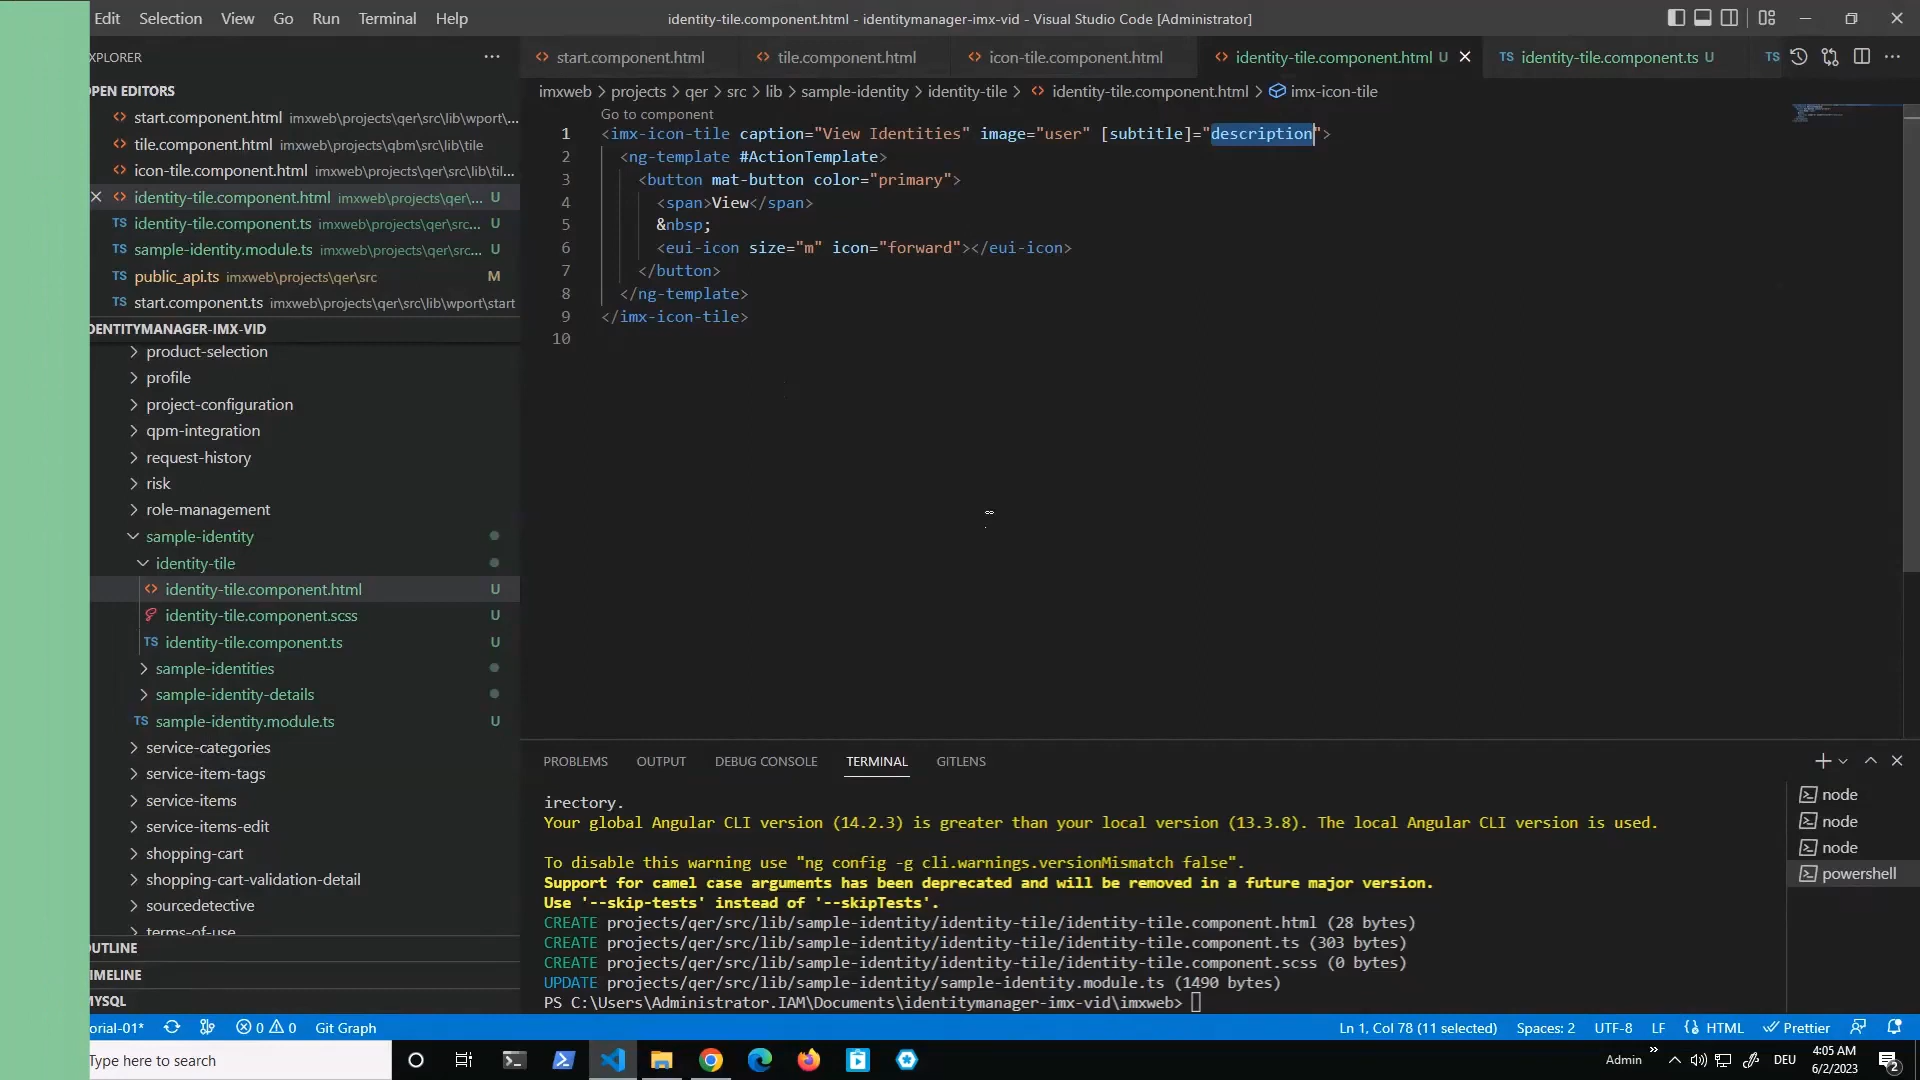 Edit Selection View Go Run Terminal Help
identity-tile.component.html - identitymanager-imx-vid - Visual Studio Code [Administrator]
XPLORER
OPEN EDITORS
start.component.html imxweb\projects\qer\src\lib\wport\...
tile.component.html imxweb\projects\qbm\src\lib\tile
icon-tile.component.html imxweb\projects\qer\src\lib\til...
identity-tile.component.html imxweb\projects\qer\... U
identity-tile.component.ts imxweb\projects\qer\src... U
sample-identity.module.ts imxweb\projects\qer\src... U
public_api.ts imxweb\projects\qer\src M
start.component.ts imxweb\projects\qer\src\lib\wport\start
DENTITYMANAGER-IMX-VID
product-selection
profile
project-configuration
qpm-integration
request-history
risk
role-management
sample-identity
identity-tile
identity-tile.component.html U
identity-tile.component.scss U
TS identity-tile.component.ts U
sample-identities
sample-identity-details
TS sample-identity.module.ts U
service-categories
service-item-tags
service-items
service-items-edit
shopping-cart
shopping-cart-validation-detail
sourcedetective
terms-of-use
OUTLINE
IMELINE
MYSQL
start.component.html tile.component.html icon-tile.component.html identity-tile.component.html U TS identity-tile.component.ts U TS
imxweb > projects > qer > src > lib > sample-identity > identity-tile > identity-tile.component.html > imx-icon-tile
Go to component
1 <imx-icon-tile caption="View Identities" image="user" [subtitle]="description">
2 <ng-template #ActionTemplate>
3 <button mat-button color="primary">
4 <span>View</span>
5 &nbsp;
6 <eui-icon size="m" icon="forward"></eui-icon>
7 </button>
8 </ng-template>
9 </imx-icon-tile>
10
PROBLEMS OUTPUT DEBUG CONSOLE TERMINAL GITLENS
irectory.
Your global Angular CLI version (14.2.3) is greater than your local version (13.3.8). The local Angular CLI version is used.
To disable this warning use "ng config -g cli.warnings.versionMismatch false".
Support for camel case arguments has been deprecated and will be removed in a future major version.
Use '--skip-tests' instead of '--skipTests'.
CREATE projects/qer/src/lib/sample-identity/identity-tile/identity-tile.component.html (28 bytes)
CREATE projects/qer/src/lib/sample-identity/identity-tile/identity-tile.component.ts (303 bytes)
CREATE projects/qer/src/lib/sample-identity/identity-tile/identity-tile.component.scss (0 bytes)
UPDATE projects/qer/src/lib/sample-identity/sample-identity.module.ts (1490 bytes)
PS C:\Users\Administrator.IAM\Documents\identitymanager-imx-vid\imxweb>
node
node
node
powershell
orial-01* 0 0 Git Graph
Ln 1, Col 78 (11 selected) Spaces: 2 UTF-8 LF HTML Prettier
Type here to search
Admin DEU
4:05 AM
6/2/2023
2